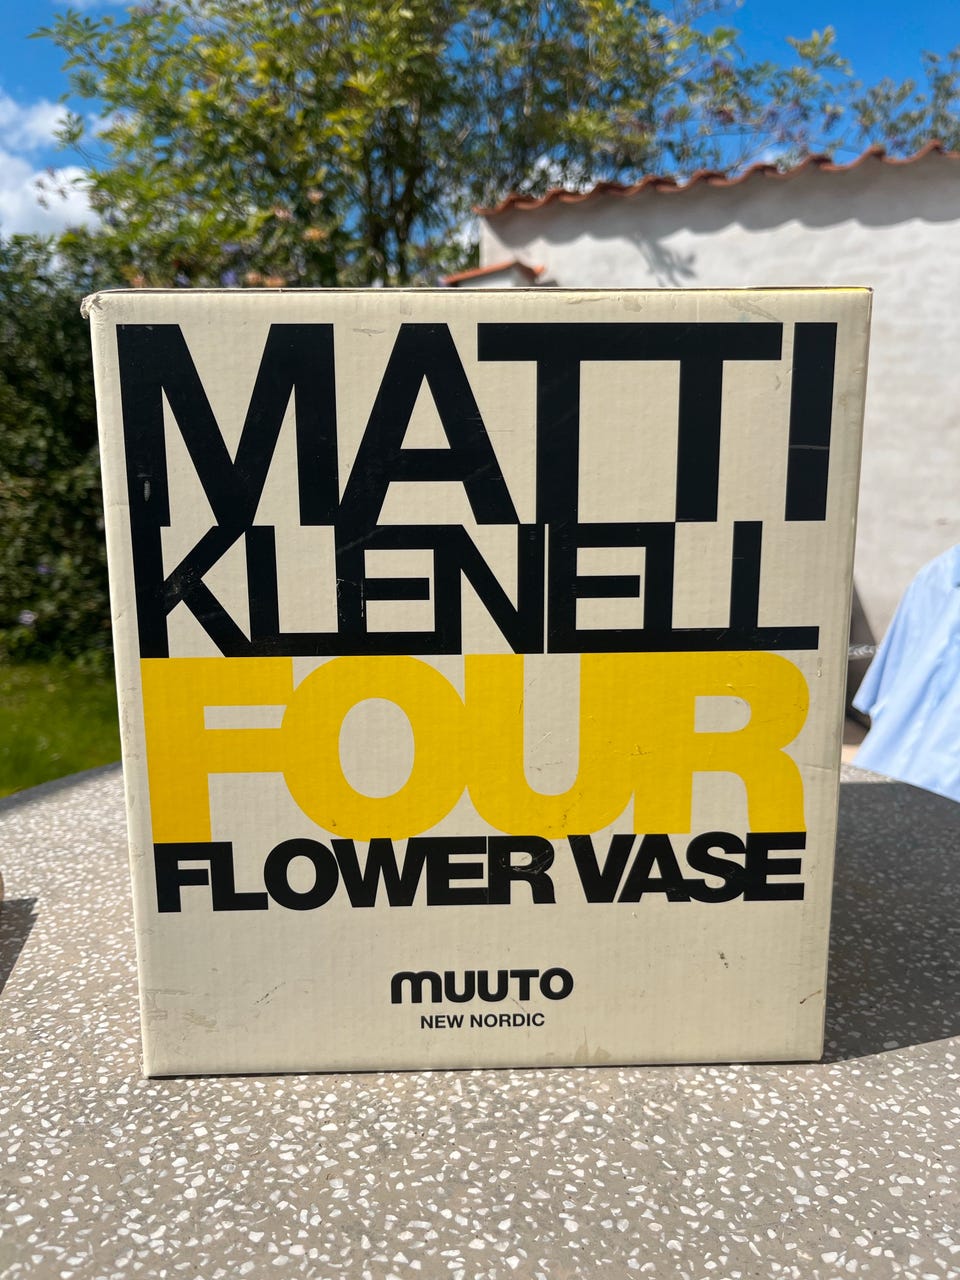 MATTI
KLENELL
FOUR
FLOWER VASE
muuto
NEW NORDIC